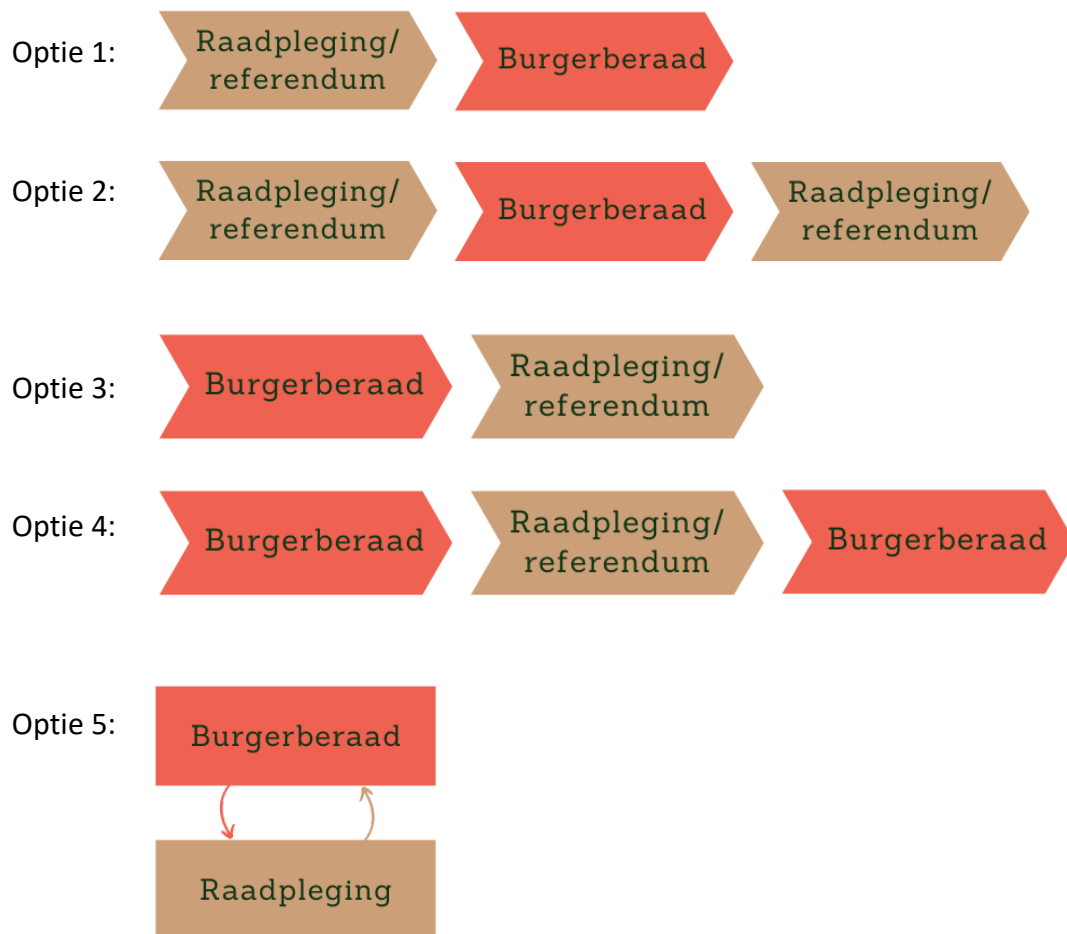 Optie 1:
Raadpleging/
referendum
Burgerberaad
Optie 2:
Raadpleging/
referendum
Burgerberaad
Raadpleging/
referendum
Optie 3:
Burgerberaad
Raadpleging/
referendum
Optie 4:
Burgerberaad
Raadpleging/
referendum
Burgerberaad
Optie 5:
Burgerberaad
Raadpleging